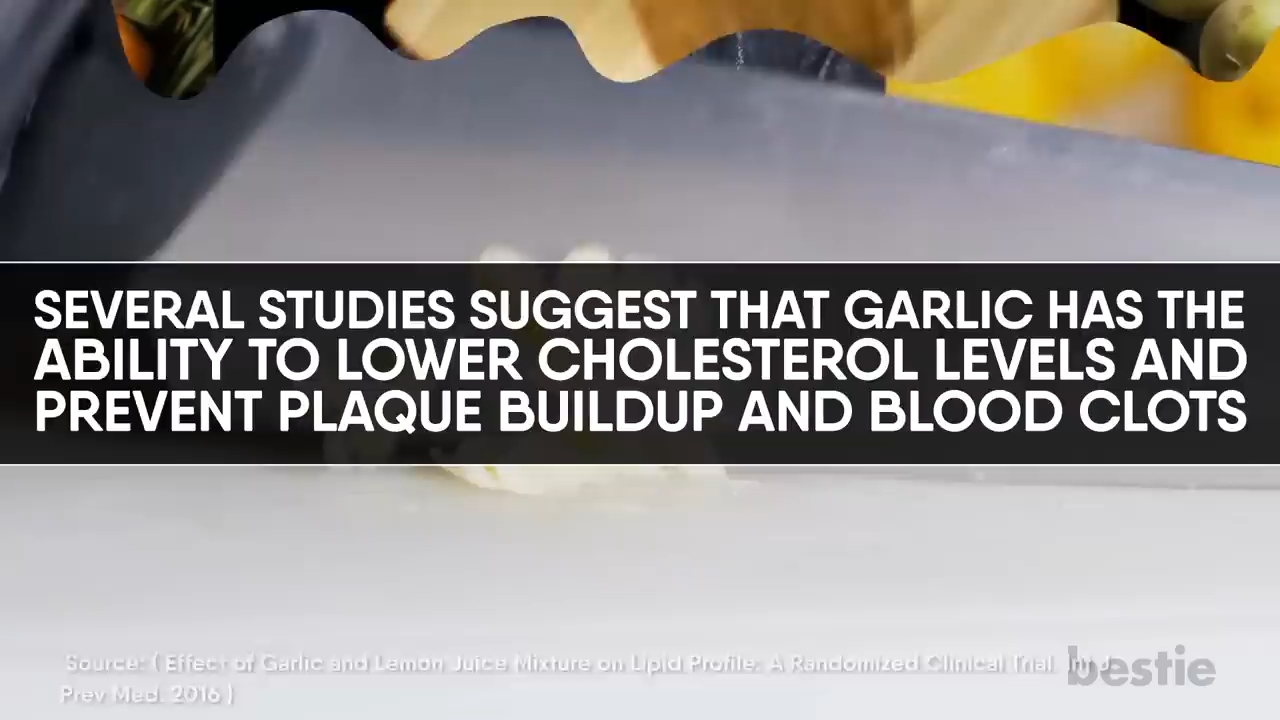 SEVERAL STUDIES SUGGEST THAT GARLIC HAS THE
ABILITY TO LOWER CHOLESTEROL LEVELS AND
PREVENT PLAQUE BUILDUP AND BLOOD CLOTS
Source: ( Effect of Garlic and Lemon Juice Mixture on Lipid Profile: A Randomized Clinical Trial. Int J
Prev Med. 2016 )
bestie